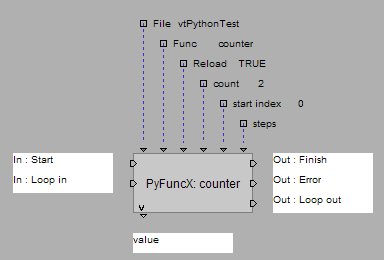 File vtPythonTest
Func counter
Reload TRUE
count 2
start index 0
steps
In : Start
In : Loop in
PyFuncX: counter
Out : Finish
Out : Error
Out : Loop out
value